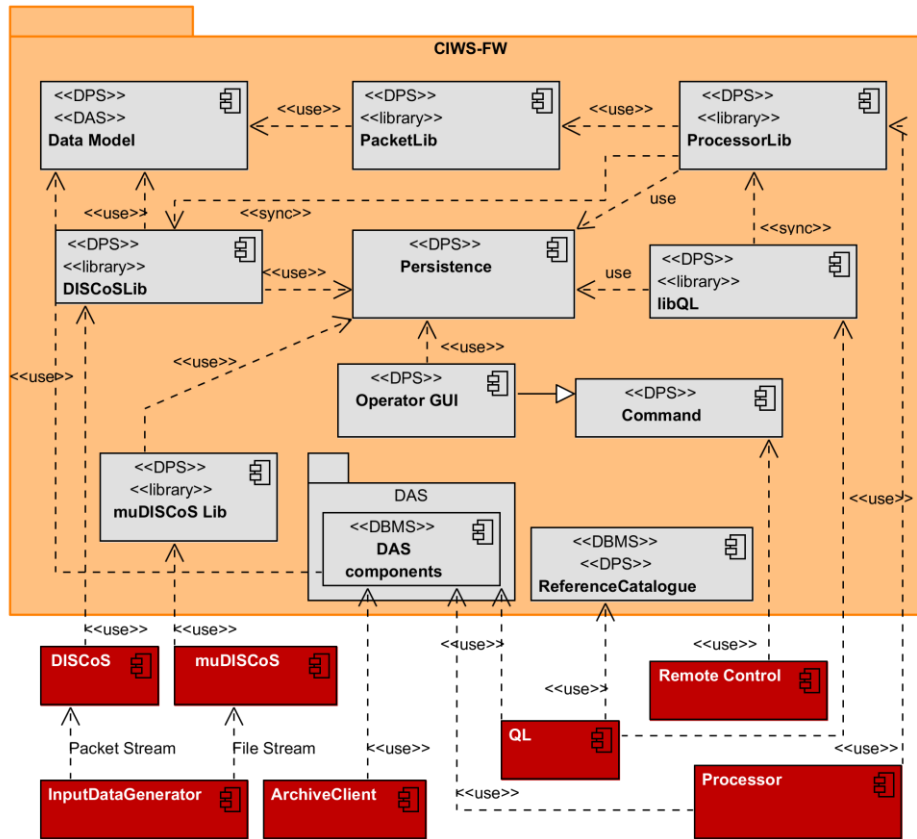 CIWS-FW
<<DPS>>
<<DAS>>
Data Model
<<use>>
<<DPS>>
<<library>>
PacketLib
<<use>>
<<DPS>>
<<library>>
ProcessorLib
<<use>>
<<sync>>
use
<<sync>>
<<DPS>>
<<library>>
DISCoSLib
<<use>>
<<DPS>>
Persistence
use
<<DPS>>
<<library>>
libQL
<<use>>
<<use>>
<<use>>
<<DPS>>
Operator GUI
<<DPS>>
Command
<<DPS>>
<<library>>
muDISCoS Lib
DAS
<<DBMS>>
DAS
components
<<DBMS>>
<<DPS>>
ReferenceCatalogue
<<use>>
<<use>>
<<use>>
<<use>>
<<use>>
DISCoS
muDISCoS
Remote Control
<<use>>
Packet Stream
File Stream
<<use>>
QL
InputDataGenerator
ArchiveClient
<<use>>
Processor